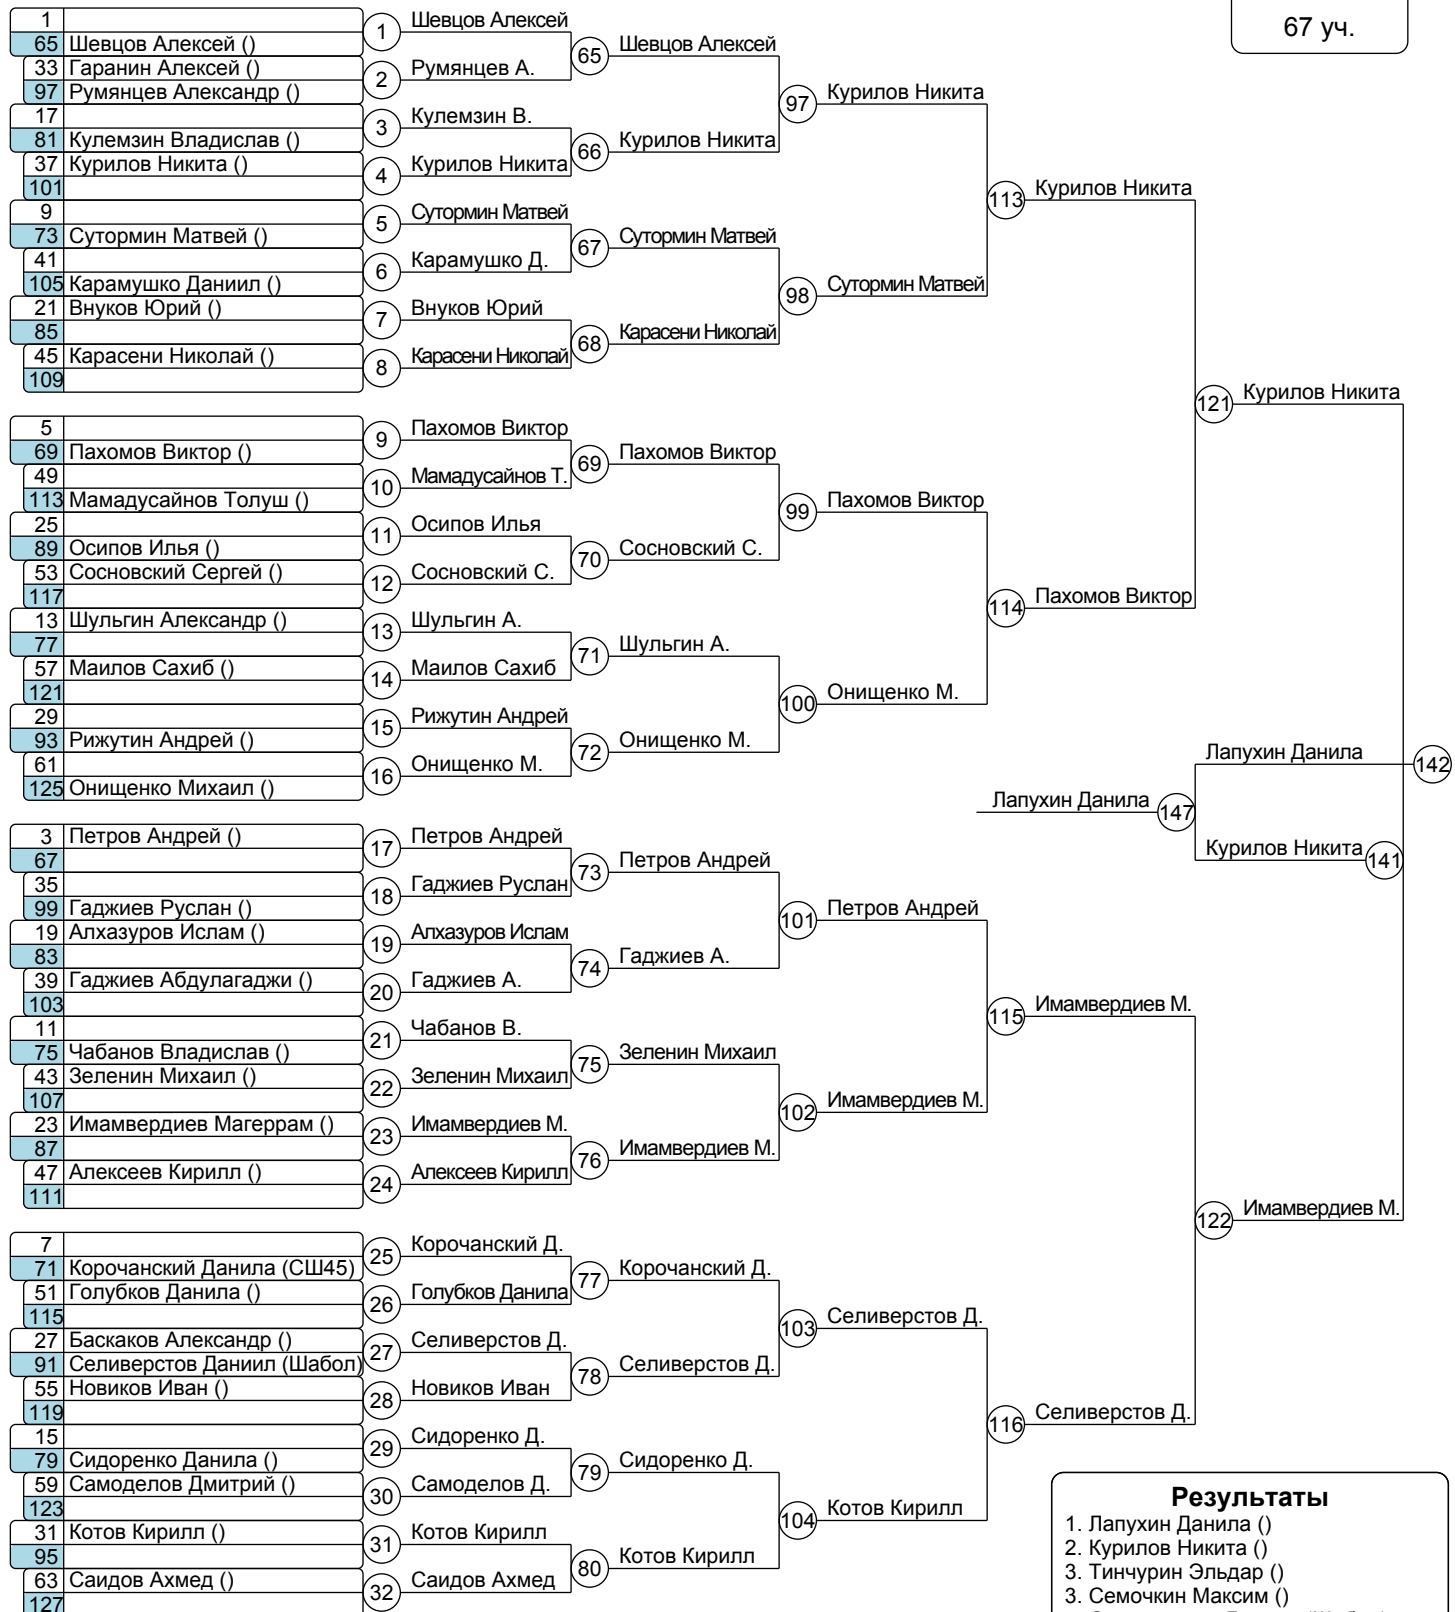 67 уч.
1
65 Шевцов Алексей ()
33 Гаранин Алексей ()
97 Румянцев Александр ()
17
81 Кулемзин Владислав ()
37 Курилов Никита ()
101
9
73 Сутормин Матвей ()
41
105 Карамушко Даниил ()
21 Внуков Юрий ()
85
45 Карасени Николай ()
109
5
69 Пахомов Виктор ()
49
113 Мамадусайнов Толуш ()
25
89 Осипов Илья ()
53 Сосновский Сергей ()
117
13 Шульгин Александр ()
77
57 Маилов Сахиб ()
121
29
93 Рижутин Андрей ()
61
125 Онищенко Михаил ()
3 Петров Андрей ()
67
35
99 Гаджиев Руслан ()
19 Алхазуров Ислам ()
83
39 Гаджиев Абдулагаджи ()
103
11
75 Чабанов Владислав ()
43 Зеленин Михаил ()
107
23 Имамвердиев Магеррам ()
87
47 Алексеев Кирилл ()
111
7
71 Корочанский Данила (СШ45)
51 Голубков Данила ()
115
27 Баскаков Александр ()
91 Селиверстов Даниил (Шабол)
55 Новиков Иван ()
119
15
79 Сидоренко Данила ()
59 Самоделов Дмитрий ()
123
31 Котов Кирилл ()
95
63 Саидов Ахмед ()
127
1 Шевцов Алексей
2 Румянцев А.
3 Кулемзин В.
4 Курилов Никита
5 Сутормин Матвей
6 Карамушко Д.
7 Внуков Юрий
8 Карасени Николай
9 Пахомов Виктор
10 Мамадусайнов Т.
11 Осипов Илья
12 Сосновский С.
13 Шульгин А.
14 Маилов Сахиб
15 Рижутин Андрей
16 Онищенко М.
17 Петров Андрей
18 Гаджиев Руслан
19 Алхазуров Ислам
20 Гаджиев А.
21 Чабанов В.
22 Зеленин Михаил
23 Имамвердиев М.
24 Алексеев Кирилл
25 Корочанский Д.
26 Голубков Данила
27 Селиверстов Д.
28 Новиков Иван
29 Сидоренко Д.
30 Самоделов Д.
31 Котов Кирилл
32 Саидов Ахмед
65 Шевцов Алексей
66 Курилов Никита
67 Сутормин Матвей
68 Карасени Николай
69 Пахомов Виктор
70 Сосновский С.
71 Шульгин А.
72 Онищенко М.
73 Петров Андрей
74 Гаджиев А.
75 Зеленин Михаил
76 Имамвердиев М.
77 Корочанский Д.
78 Селиверстов Д.
79 Сидоренко Д.
80 Котов Кирилл
97 Курилов Никита
98 Сутормин Матвей
99 Пахомов Виктор
100 Онищенко М.
101 Петров Андрей
102 Имамвердиев М.
103 Селиверстов Д.
104 Котов Кирилл
113 Курилов Никита
114 Пахомов Виктор
115 Имамвердиев М.
116 Селиверстов Д.
121 Курилов Никита
122 Имамвердиев М.
Лапухин Данила 142
Лапухин Данила 147
Курилов Никита 141
Результаты
1. Лапухин Данила ()
2. Курилов Никита ()
3. Тинчурин Эльдар ()
3. Семочкин Максим ()